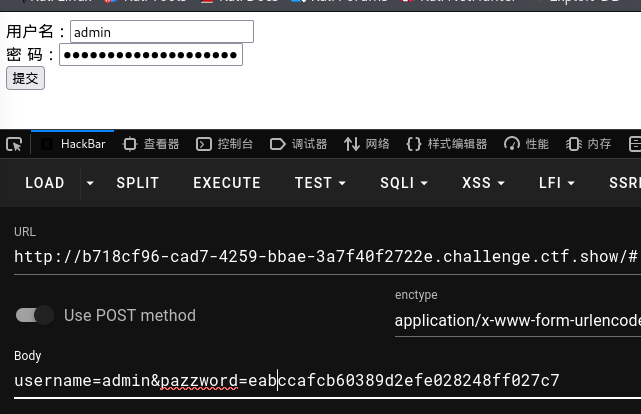 用户名：admin
密 码：●●●●●●●●●●●●●●●●●●●●
提交
HackBar 查看器 控制台 调试器 网络 样式编辑器 性能 内存
LOAD SPLIT EXECUTE TEST SQLI XSS LFI SSR
URL
http://b718cf96-cad7-4259-bbae-3a7f40f2722e.challenge.ctf.show/#
Use POST method
enctype
application/x-www-form-urlencode
Body
username=admin&pazzword=eabccafcb60389d2efe028248ff027c7